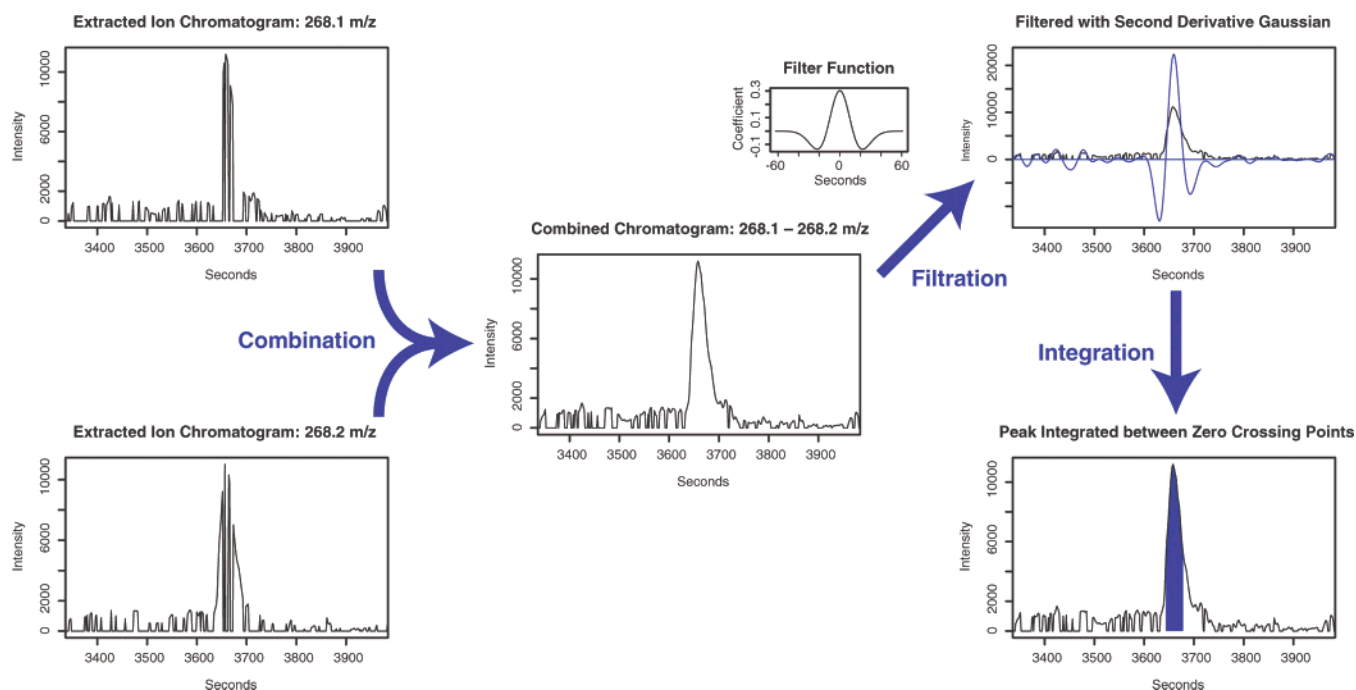 Extracted Ion Chromatogram: 268.1 m/z
Intensity
0 2000 6000 10000
3400 3500 3600 3700 3800 3900
Seconds
Combination
Extracted Ion Chromatogram: 268.2 m/z
Intensity
0 2000 6000 10000
3400 3500 3600 3700 3800 3900
Seconds
Combined Chromatogram: 268.1 – 268.2 m/z
Intensity
0 2000 6000 10000
3400 3500 3600 3700 3800 3900
Seconds
Filter Function
Coefficient
-0.1 0.1 0.3
-60 0 60
Seconds
Filtration
Filtered with Second Derivative Gaussian
Intensity
0 10000 20000
3400 3500 3600 3700 3800 3900
Seconds
Integration
Peak Integrated between Zero Crossing Points
Intensity
0 2000 6000 10000
3400 3500 3600 3700 3800 3900
Seconds